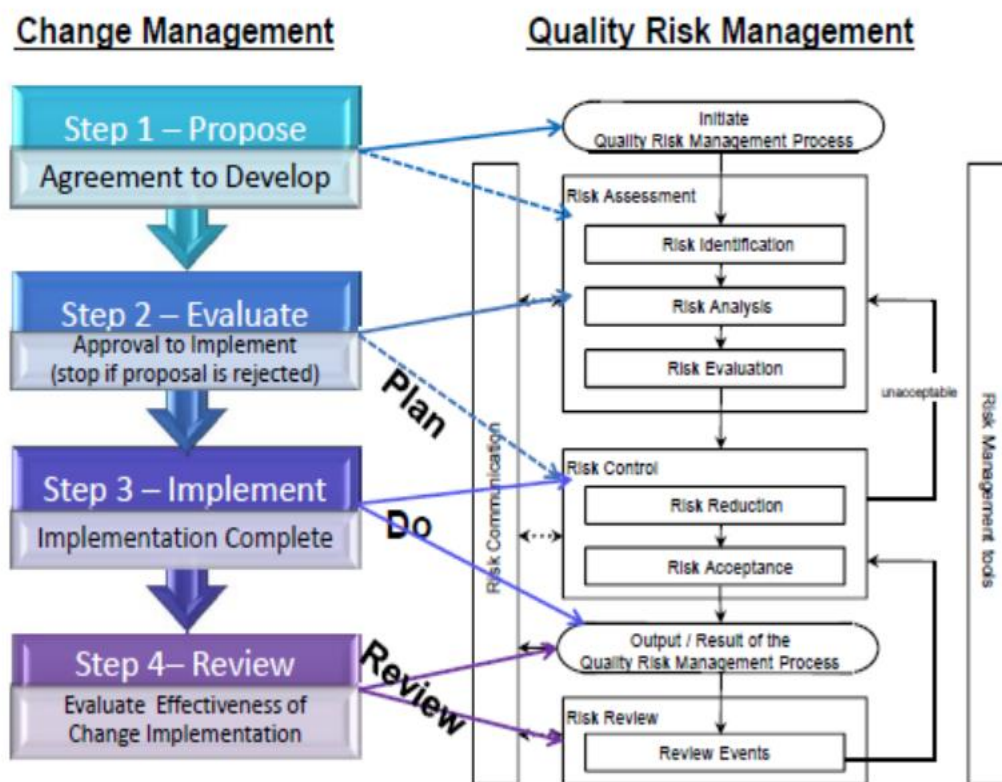 Change Management
Step 1 – Propose
Agreement to Develop
Step 2 – Evaluate
Approval to Implement
(stop if proposal is rejected)
Step 3 – Implement
Implementation Complete
Step 4– Review
Evaluate Effectiveness of
Change Implementation
Plan
Do
Review
Quality Risk Management
Initiate
Quality Risk Management Process
Risk Assessment
Risk Identification
Risk Analysis
Risk Evaluation
unacceptable
Risk Control
Risk Reduction
Risk Acceptance
Output / Result of the
Quality Risk Management Process
Risk Review
Review Events
Risk Communication
Risk Management tools